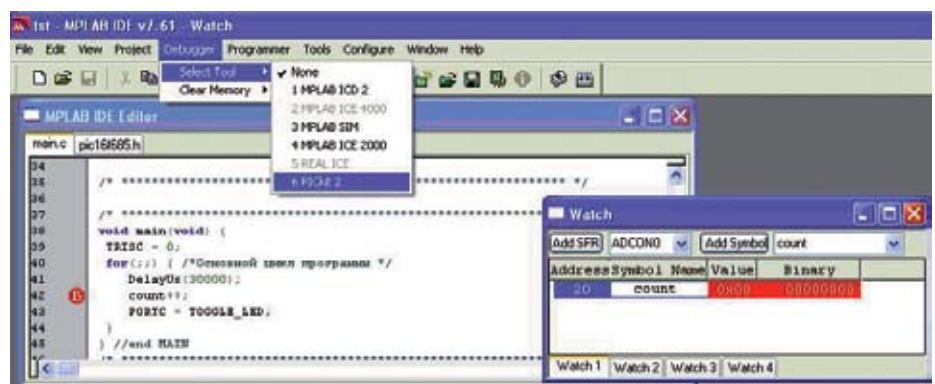 tst - MPLAB IDE v7.61 - Watch
File Edit View Project Debugger Programmer Tools Configure Window Help
Select Tool
Clear Memory
None
1 MPLAB ICD 2
2 MPLAB ICE 4000
3 MPLAB SIM
4 MPLAB ICE 2000
5 REAL ICE
6 PICkit 2
MPLAB IDE Editor
main.c pic16f685.h
34
35 /* *************************************************************** */
36
37 /* ***************************************************************
38 void main(void) {
39 TRISC = 0;
40 for(;;) { /*Основной цикл программы */
41 DelayUs(30000);
42 B count++;
43 PORTC = TOGGLE_LED;
44 }
45 } //end MAIN
Watch
Add SFR ADCON0 Add Symbol count
Address Symbol Name Value Binary
20 count 0x00 00000000
Watch 1 Watch 2 Watch 3 Watch 4